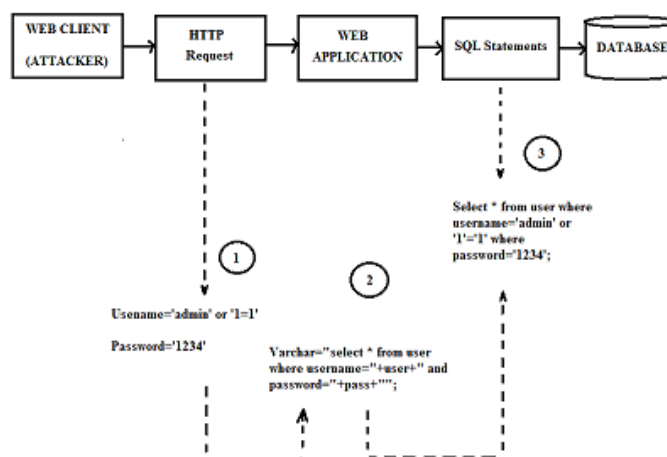 WEB CLIENT
(ATTACKER)
HTTP
Request
WEB
APPLICATION
SQL Statements
DATABASE
3
Select * from user where
username='admin' or
'1'='1' where
password='1234';
1
2
Usename='admin' or '1=1'
Password='1234'
Varchar="select * from user
where username="+user+" and
password="+pass+"";